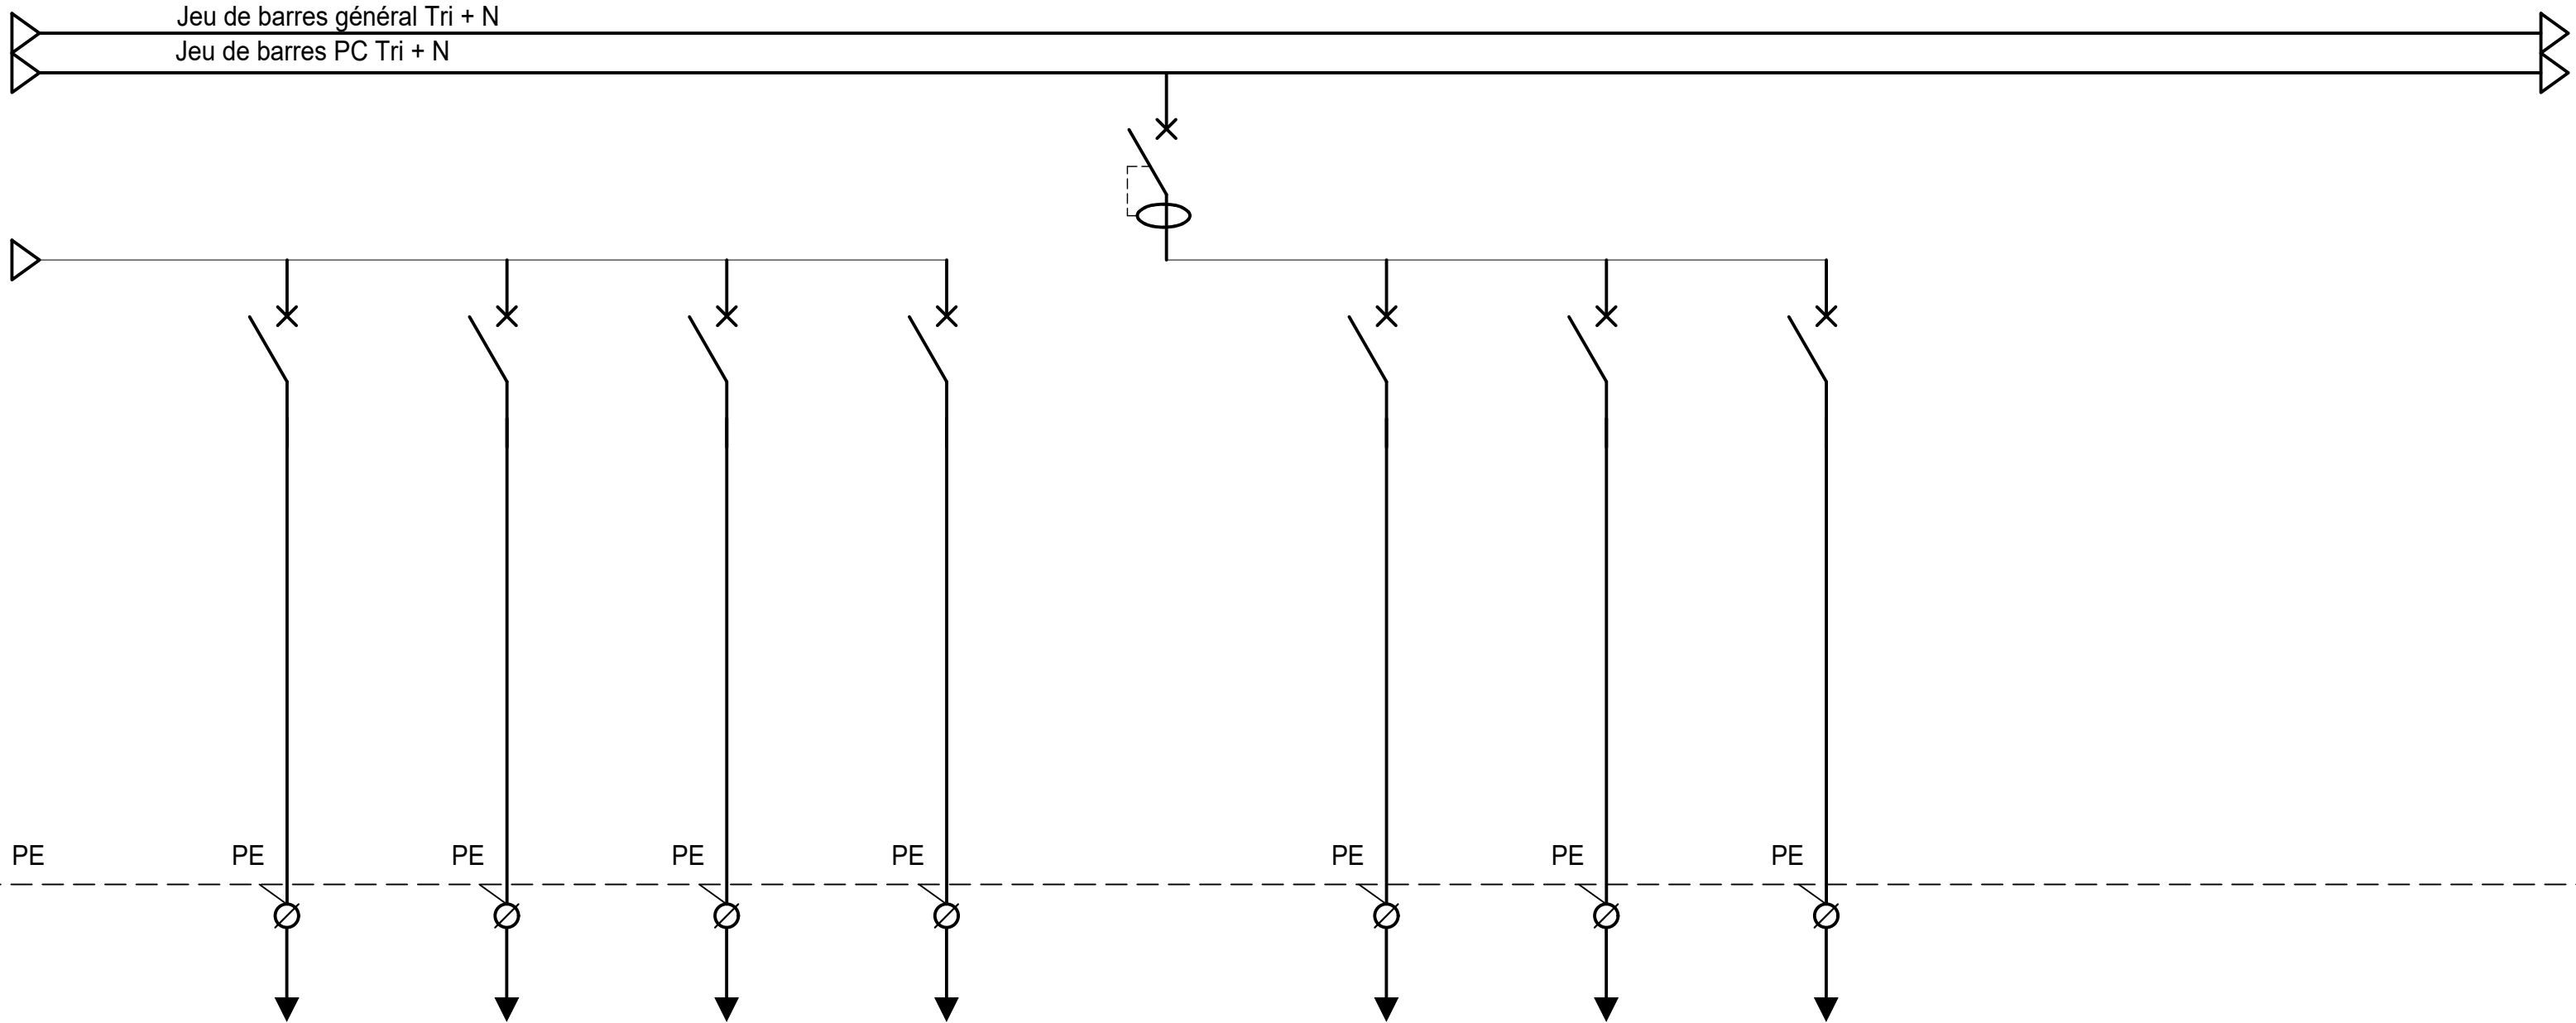 Jeu de barres général Tri + N
Jeu de barres PC Tri + N
PE PE PE PE PE PE PE PE